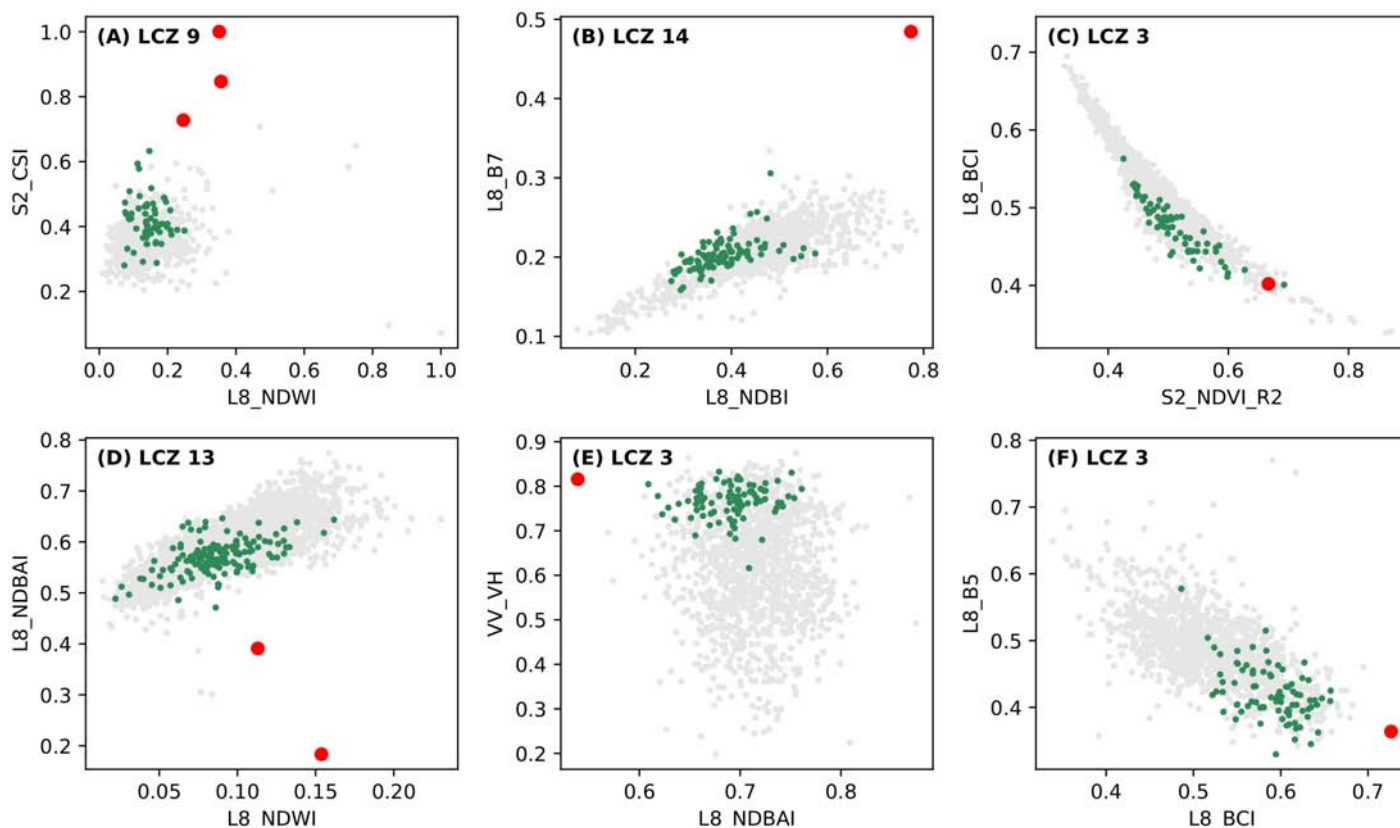 (A) LCZ 9
S2_CSI
1.0
0.8
0.6
0.4
0.2
0.0 0.2 0.4 0.6 0.8 1.0
L8_NDWI
(B) LCZ 14
L8_B7
0.5
0.4
0.3
0.2
0.1
0.2 0.4 0.6 0.8
L8_NDBI
(C) LCZ 3
L8_BCI
0.7
0.6
0.5
0.4
0.4 0.6 0.8
S2_NDVI_R2
(D) LCZ 13
L8_NDBAI
0.8
0.7
0.6
0.5
0.4
0.3
0.2
0.05 0.10 0.15 0.20
L8_NDWI
(E) LCZ 3
VV_VH
0.9
0.8
0.7
0.6
0.5
0.4
0.3
0.2
0.6 0.7 0.8
L8_NDBAI
(F) LCZ 3
L8_B5
0.8
0.7
0.6
0.5
0.4
0.4 0.5 0.6 0.7
L8_BCI